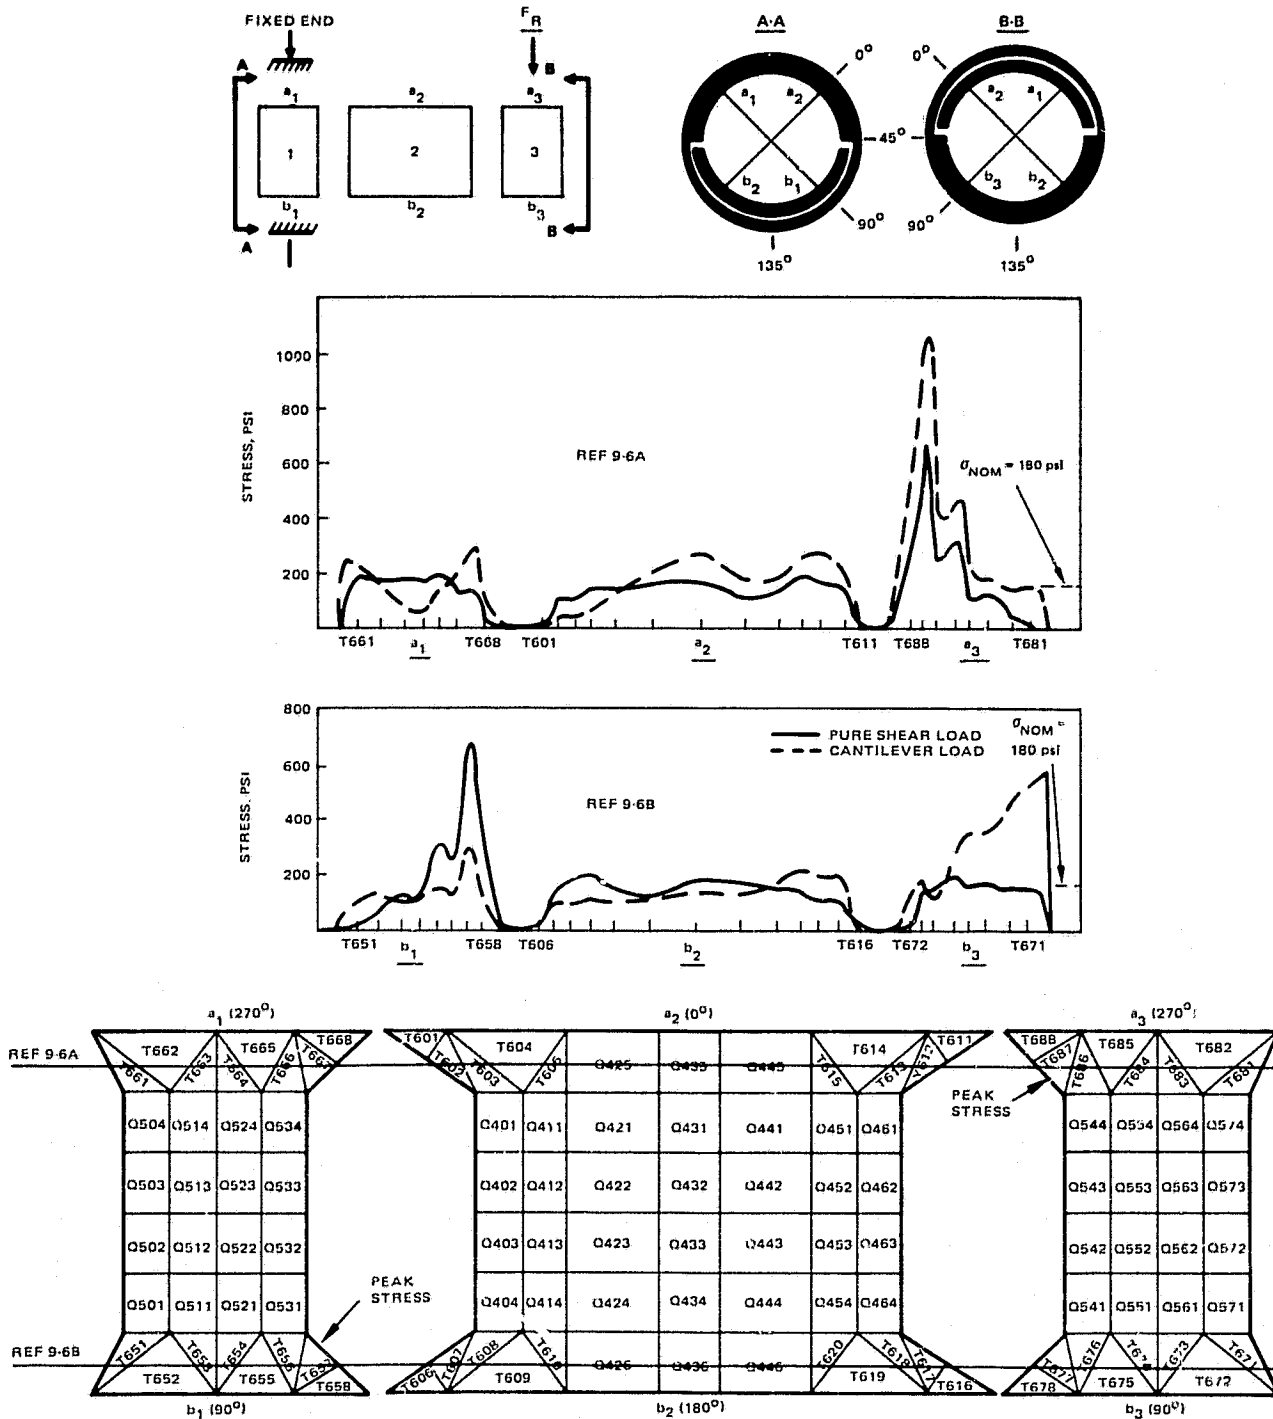 FIXED END
F_R
A-A
B-B
A
B
a1
a2
a3
1
2
3
b1
b2
b3
A
B
0°
0°
a1
a2
a2
a1
45°
b2
b1
b3
b2
90°
90°
135°
135°
STRESS, PSI
1000
800
600
400
200
REF 9-6A
σNOM = 180 psi
T661
a1
T668
T601
a2
T611
T688
a3
T681
STRESS, PSI
800
600
400
200
PURE SHEAR LOAD
CANTILEVER LOAD
REF 9-6B
σNOM =
180 psi
T651
b1
T658
T606
b2
T616
T672
b3
T671
a1 (270°)
a2 (0°)
a3 (270°)
REF 9-6A
T661 T662 T663 T664 T665 T666 T667 T668
T601 T602 T603 T604 T605 Q425 Q435 Q445 T615 T614 T613 T612 T611
T688 T687 T686 T685 T684 T683 T682 T681
PEAK
STRESS
Q504 Q514 Q524 Q534
Q401 Q411 Q421 Q431 Q441 Q451 Q461
Q544 Q554 Q564 Q574
Q503 Q513 Q523 Q533
Q402 Q412 Q422 Q432 Q442 Q452 Q462
Q543 Q553 Q563 Q573
Q502 Q512 Q522 Q532
Q403 Q413 Q423 Q433 Q443 Q453 Q463
Q542 Q552 Q562 Q572
PEAK
STRESS
Q501 Q511 Q521 Q531
Q404 Q414 Q424 Q434 Q444 Q454 Q464
Q541 Q551 Q561 Q571
REF 9-6B
T651 T652 T653 T654 T655 T656 T657 T658
T606 T607 T608 T609 T610 Q426 Q436 Q446 T620 T619 T618 T617 T616
T678 T677 T676 T675 T673 T672 T671
b1 (90°)
b2 (180°)
b3 (90°)